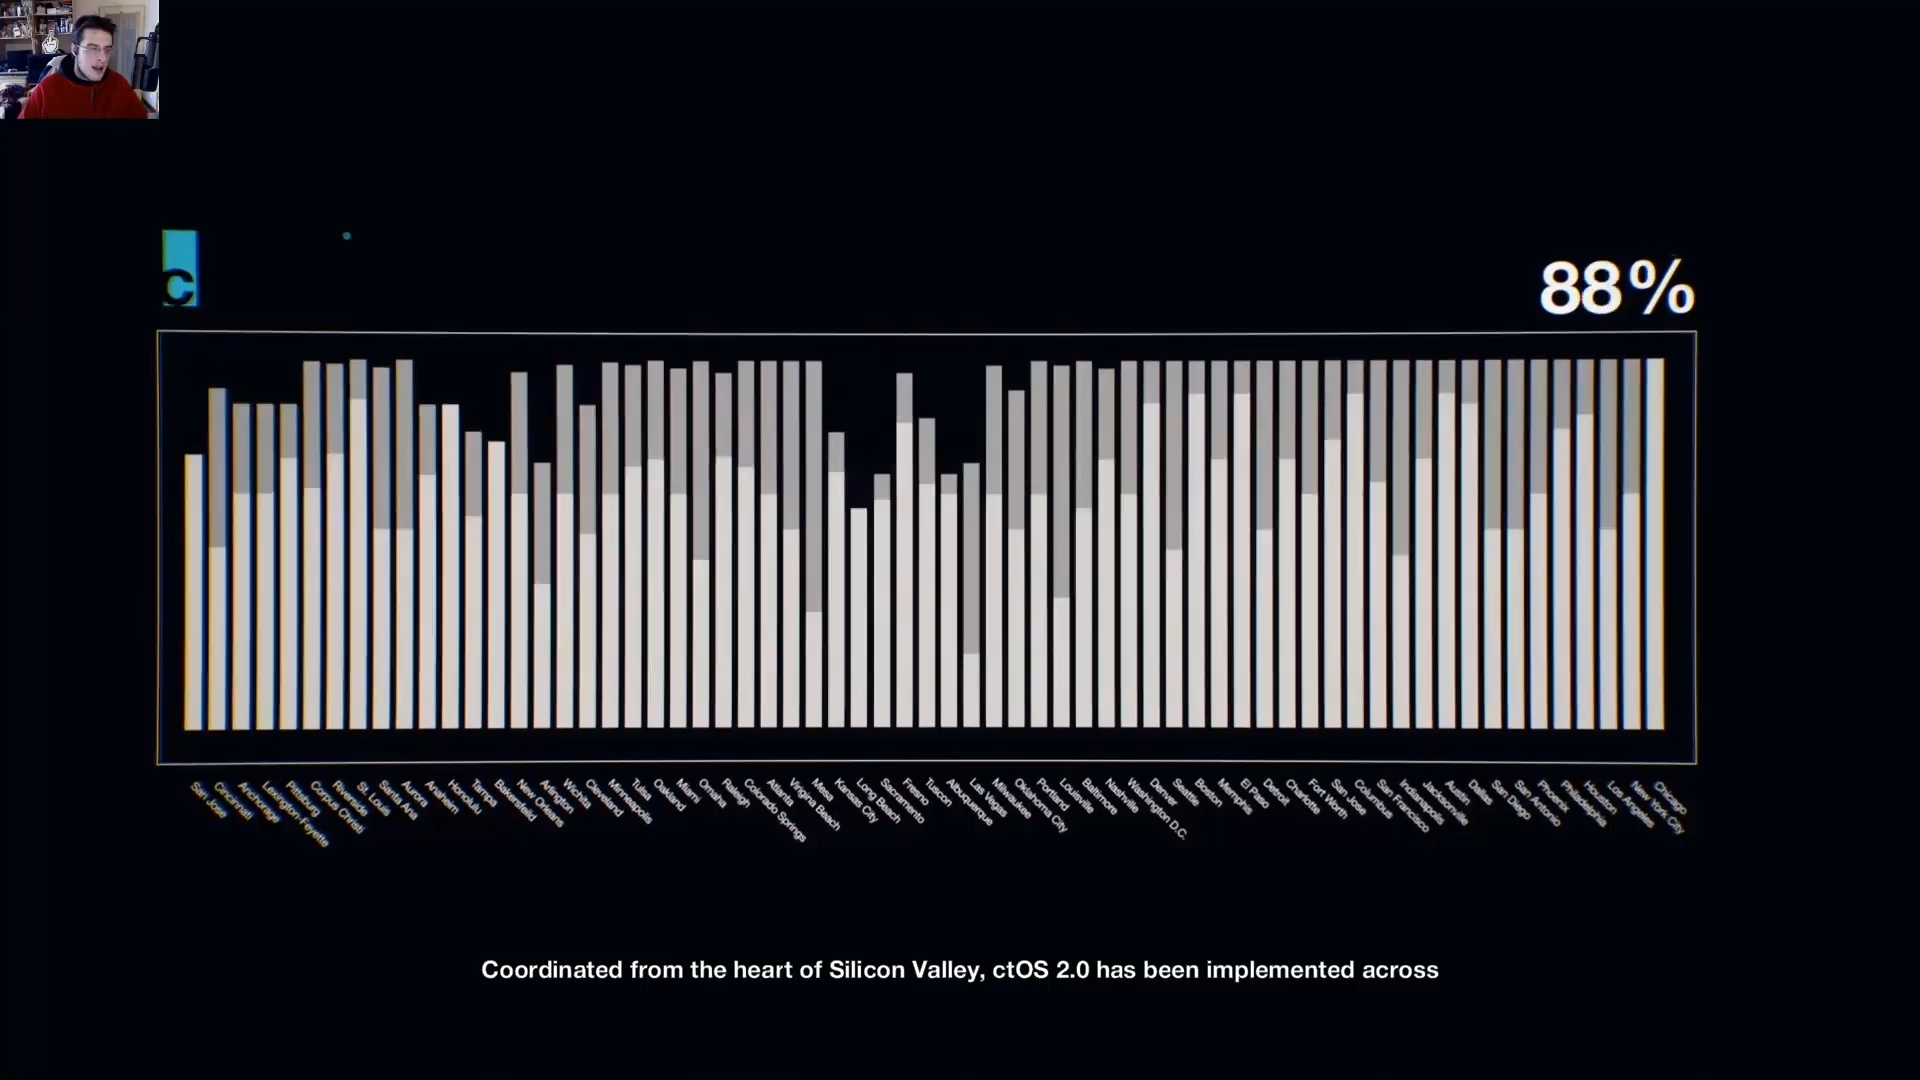 c
88%
San Jose
Cincinnati
Anchorage
Lexington-Feyette
Pittsburg
Corpus Christi
Riverside
St. Louis
Santa Ana
Aurora
Anaheim
Honolulu
Tampa
Bakersfeld
New Orleans
Arlington
Wichita
Cleveland
Minneapolis
Tulsa
Oakland
Miami
Omaha
Raleigh
Colorado Springs
Atlanta
Virginia Beach
Mesa
Kansas City
Long Beach
Sacramento
Fresno
Tuscon
Albuquerque
Las Vegas
Milwaukee
Oklahoma City
Portland
Louisville
Baltimore
Nashville
Washington D.C.
Denver
Seattle
Boston
Memphis
El Paso
Detroit
Charlotte
Fort Worth
San Jose
Columbus
San Francisco
Indianapolis
Jacksonville
Austin
Dallas
San Diego
San Antonio
Phoenix
Philadelphia
Houston
Los Angeles
New York City
Chicago
Coordinated from the heart of Silicon Valley, ctOS 2.0 has been implemented across